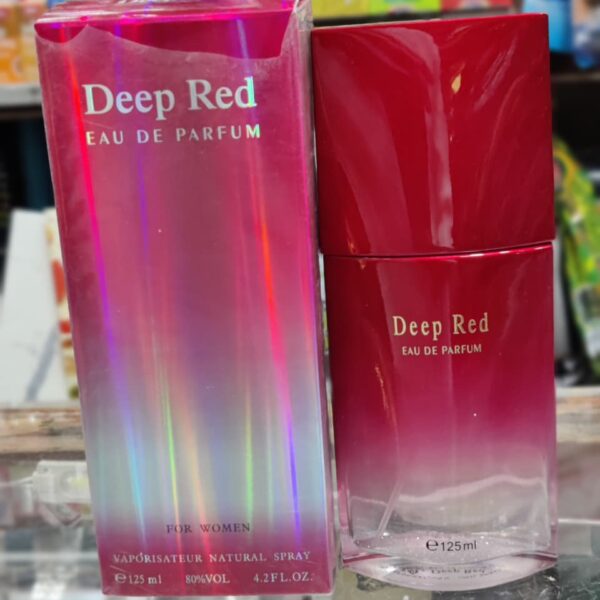 Deep Red
EAU DE PARFUM
FOR WOMEN
VAPORISATEUR NATURAL SPRAY
℮125 ml 80%VOL 4.2FL.OZ.
Deep Red
EAU DE PARFUM
℮125ml